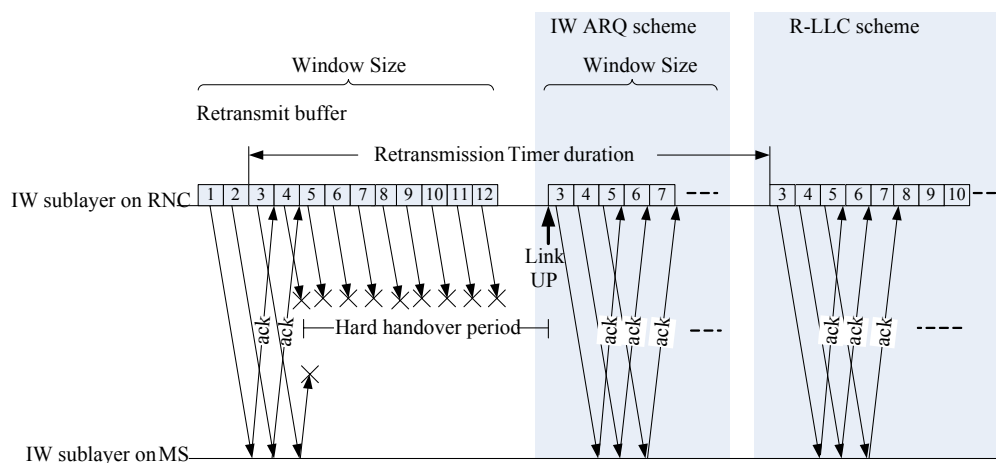 IW ARQ scheme
R-LLC scheme
Window Size
Window Size
Retransmit buffer
Retransmission Timer duration
IW sublayer on RNC
1 2 3 4 5 6 7 8 9 10 11 12
3 4 5 6 7
3 4 5 6 7 8 9 10
Link
UP
Hard handover period
ack
ack
ack
ack
ack
ack
ack
ack
IW sublayer on MS